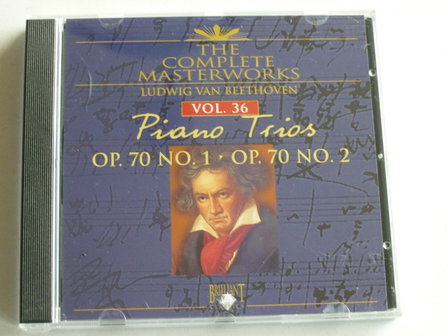 THE
COMPLETE
MASTERWORKS
LUDWIG VAN BEETHOVEN
VOL. 36
Piano Trios
OP. 70 NO. 1 · OP. 70 NO. 2
BRILLIANT